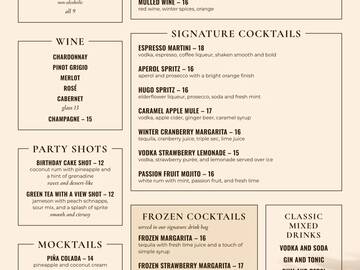 non-alcoholic
all 9
WINE
CHARDONNAY
PINOT GRIGIO
MERLOT
ROSÉ
CABERNET
glass 13
CHAMPAGNE – 15
PARTY SHOTS
BIRTHDAY CAKE SHOT – 12
coconut rum with pineapple and
a hint of grenadine
sweet and dessert-like
GREEN TEA WITH A VIEW SHOT – 12
jameson with peach schnapps,
sour mix, and a splash of sprite
smooth and citrusy
MOCKTAILS
PIÑA COLADA – 14
pineapple and coconut cream
MULLED WINE – 16
red wine, winter spices, orange
SIGNATURE COCKTAILS
ESPRESSO MARTINI – 18
vodka, espresso, coffee liqueur, shaken smooth and bold
APEROL SPRITZ – 16
aperol and prosecco with a bright orange finish
HUGO SPRITZ – 16
elderflower liqueur, prosecco, soda and fresh mint
CARAMEL APPLE MULE – 17
vodka, apple cider, ginger beer, caramel syrup
WINTER CRANBERRY MARGARITA – 16
tequila, cranberry juice, triple sec, lime juice
VODKA STRAWBERRY LEMONADE – 15
vodka, strawberry purée, and lemonade served over ice
PASSION FRUIT MOJITO – 16
white rum with mint, passion fruit, and fresh lime
FROZEN COCKTAILS
served in our signature drink bag
FROZEN MARGARITA – 16
tequila with fresh lime juice and a touch of
simple syrup
FROZEN STRAWBERRY MARGARITA – 17
CLASSIC
MIXED
DRINKS
VODKA AND SODA
GIN AND TONIC